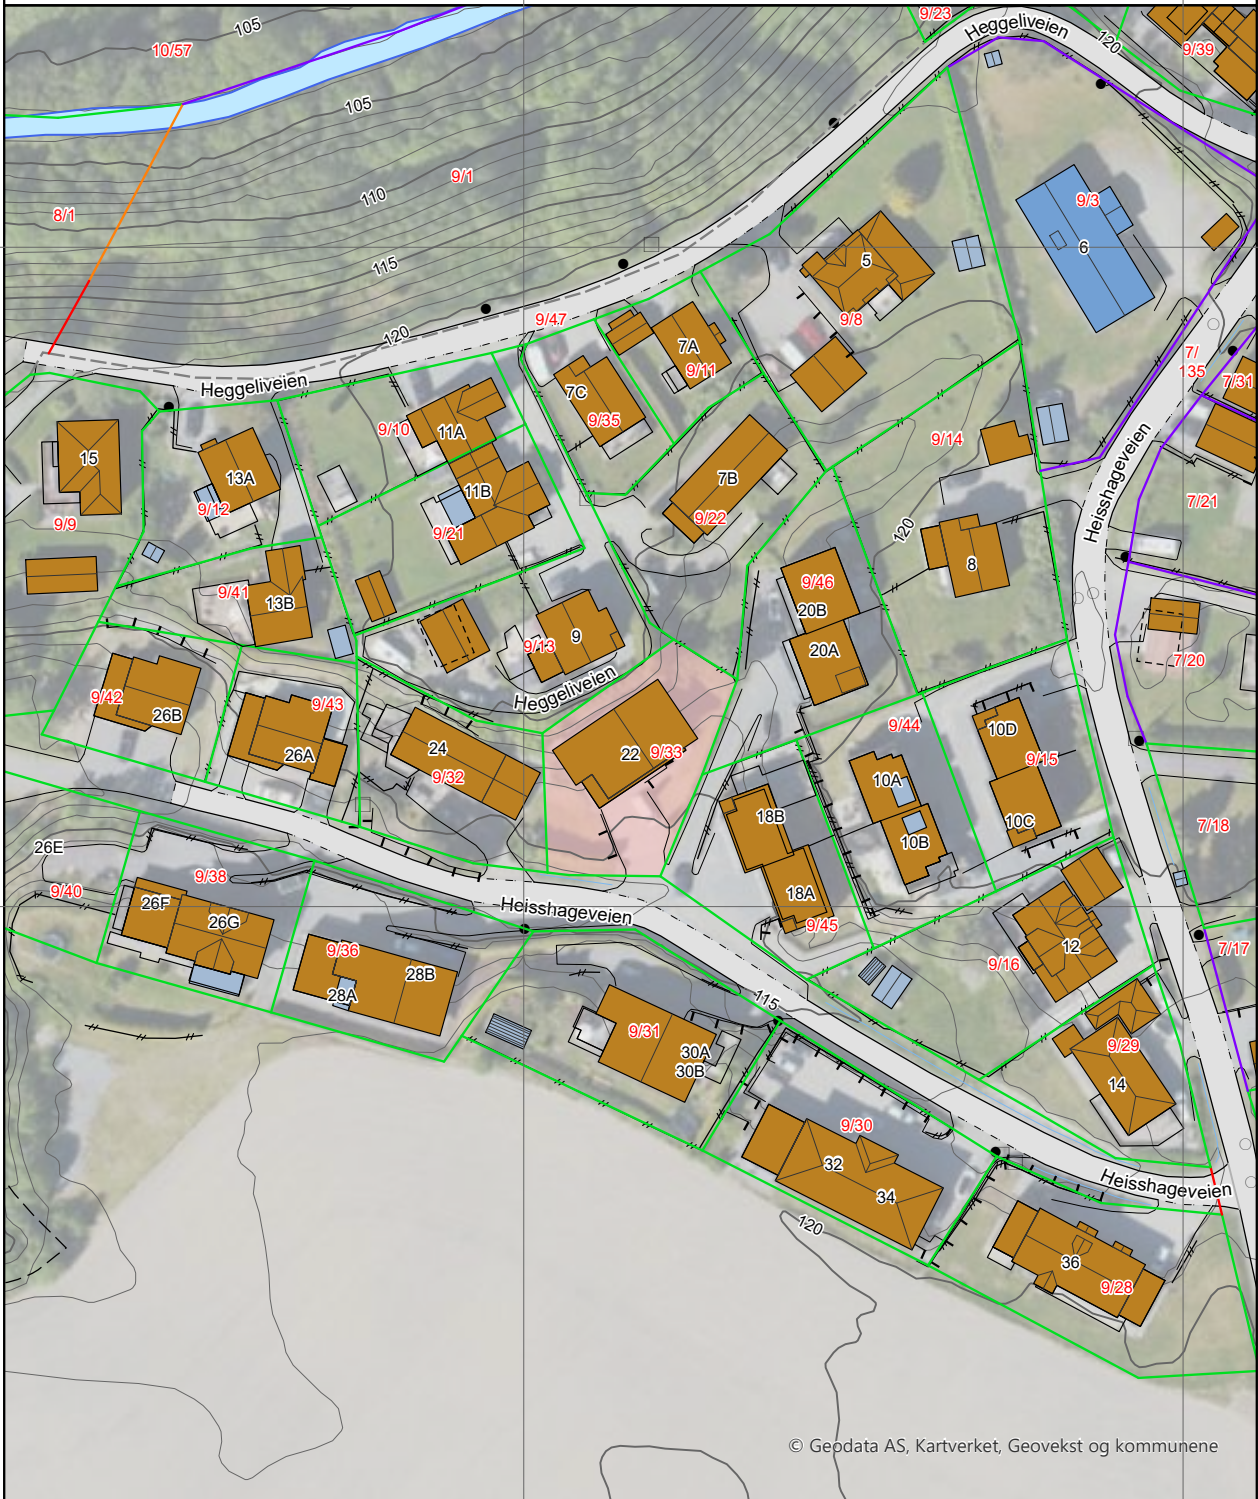 9/23
105
Heggeliveien
120
9/39
10/57
105
9/1
110
9/3
8/1
6
5
115
9/47
9/8
120
7A
9/11
7/
135
7/31
Heggeliveien
7C
9/35
9/10
11A
9/14
15
13A
7B
Heisshageveien
11B
9/12
9/9
9/21
9/22
120
7/21
8
9/46
9/41
13B
20B
9
9/13
20A
7/20
Heggeliveien
9/42
26B
9/43
9/44
24
26A
22
9/33
10D
9/15
9/32
10A
18B
10C
7/18
10B
26E
9/38
9/40
18A
26F
26G
Heisshageveien
9/45
9/36
12
7/17
28B
9/16
28A
115
9/31
30A
30B
9/29
14
9/30
32
34
Heisshageveien
120
36
9/28
© Geodata AS, Kartverket, Geovekst og kommunene